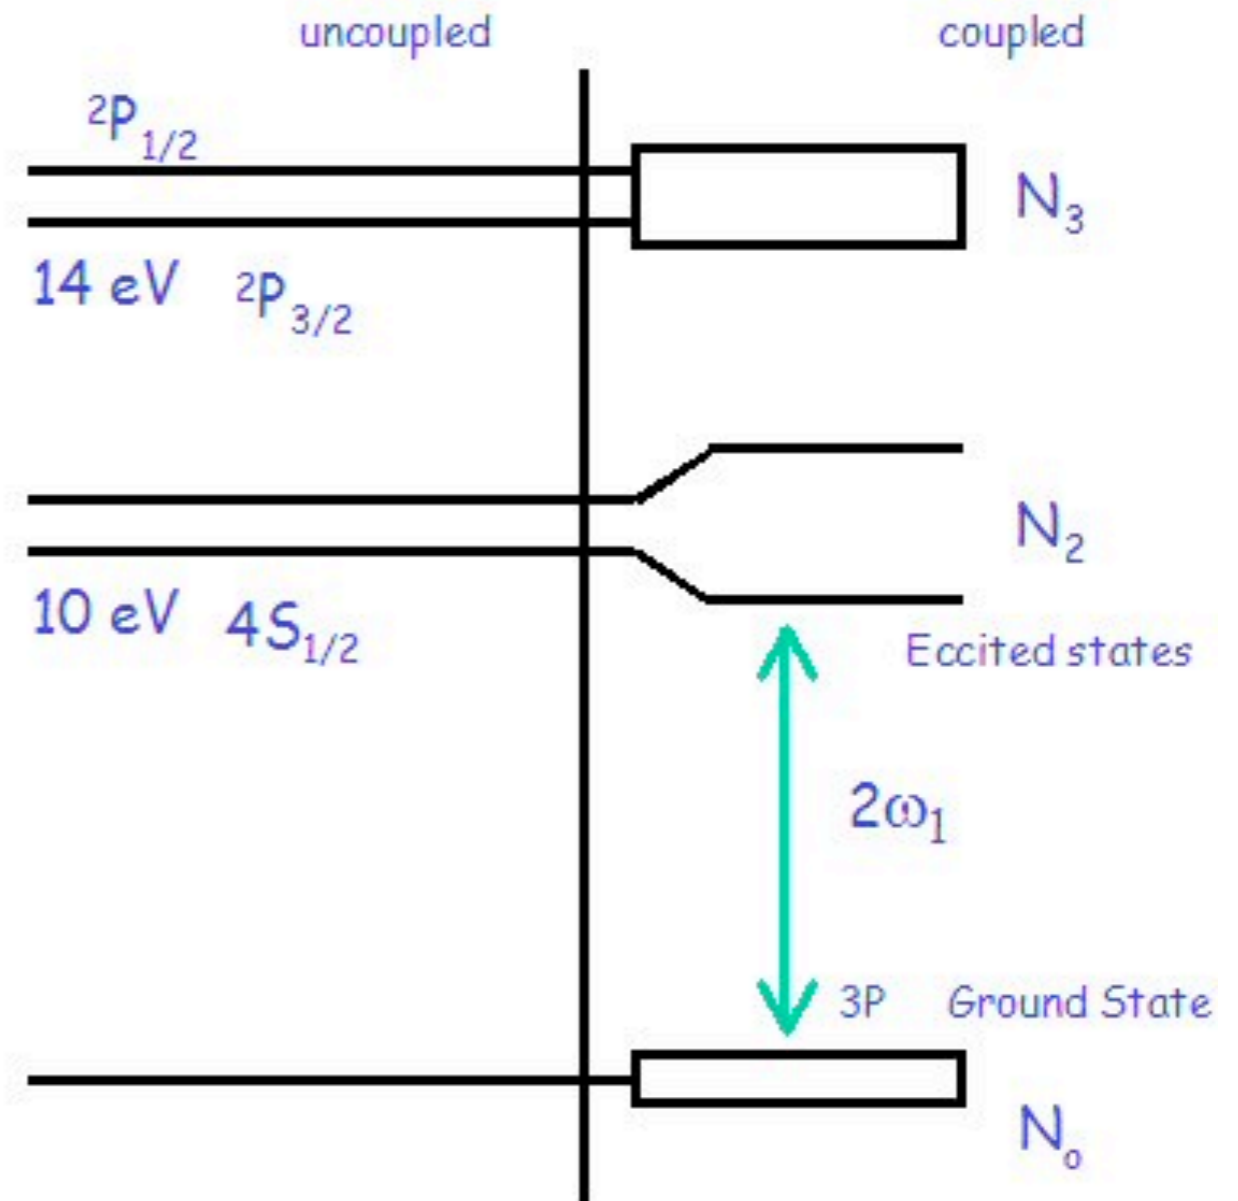 uncoupled
coupled
²P₁/₂
N₃
14 eV ²P₃/₂
N₂
10 eV 4S₁/₂
Eccited states
2ω₁
3P Ground State
Nₒ